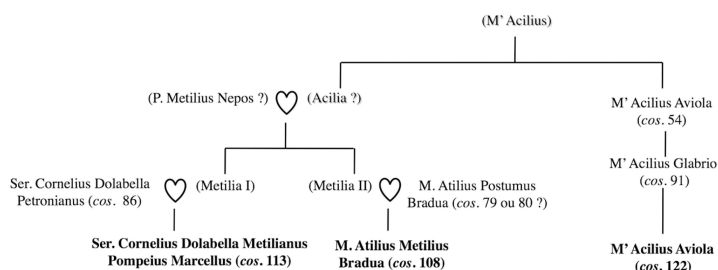 (M’ Acilius)
(P. Metilius Nepos ?)
(Acilia ?)
M’ Acilius Aviola
(cos. 54)
M’ Acilius Glabrio
(cos. 91)
Ser. Cornelius Dolabella
Petronianus (cos. 86)
(Metilia I)
(Metilia II)
M. Atilius Postumus
Bradua (cos. 79 ou 80 ?)
Ser. Cornelius Dolabella Metilianus
Pompeius Marcellus (cos. 113)
M. Atilius Metilius
Bradua (cos. 108)
M’ Acilius Aviola
(cos. 122)